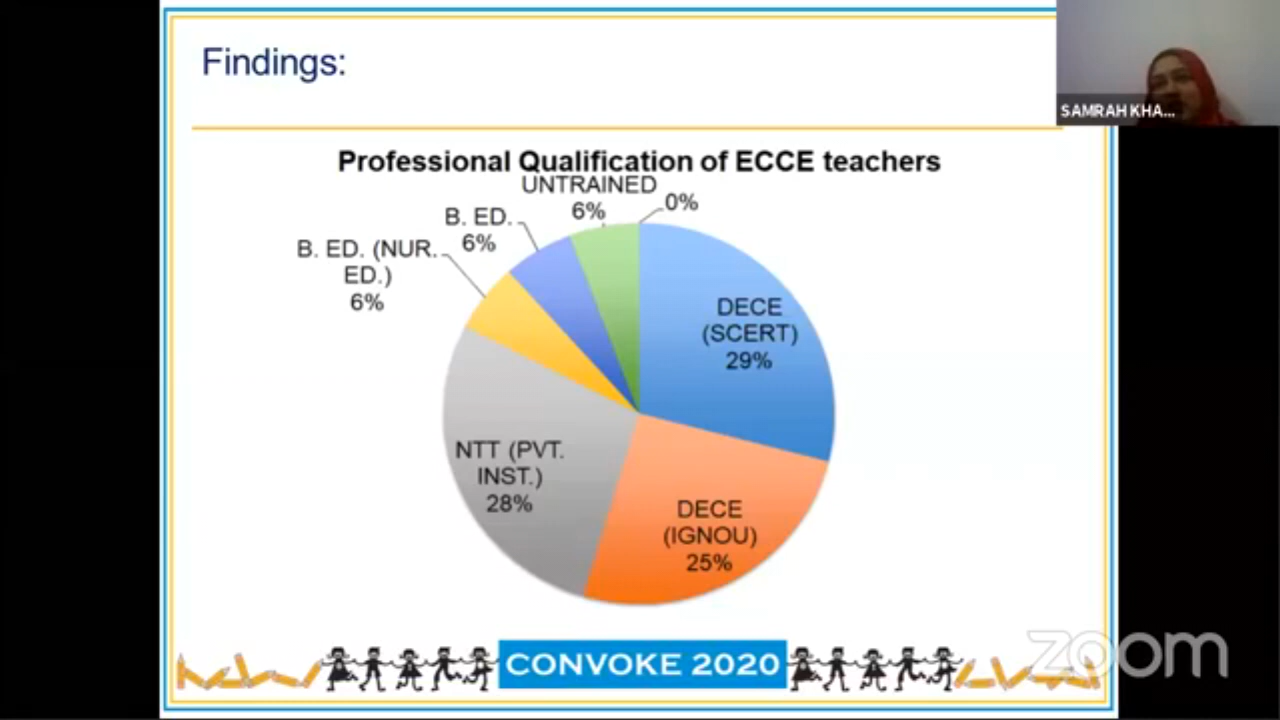 Findings:
SAMRAH KHA...
Professional Qualification of ECCE teachers
UNTRAINED
6%
0%
B. ED.
6%
B. ED. (NUR.
ED.)
6%
DECE
(SCERT)
29%
NTT (PVT.
INST.)
28%
DECE
(IGNOU)
25%
CONVOKE 2020
zoom